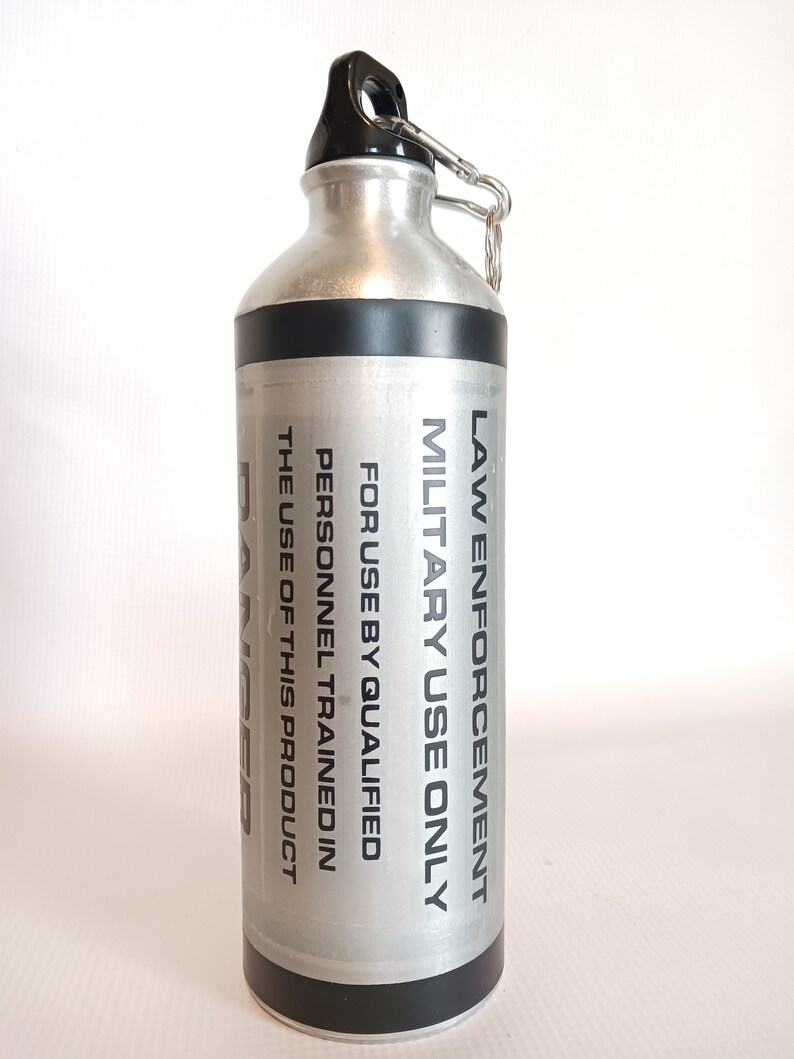 LAW ENFORCEMENT
MILITARY USE ONLY
FOR USE BY QUALIFIED
PERSONNEL TRAINED IN
THE USE OF THIS PRODUCT
DANGER